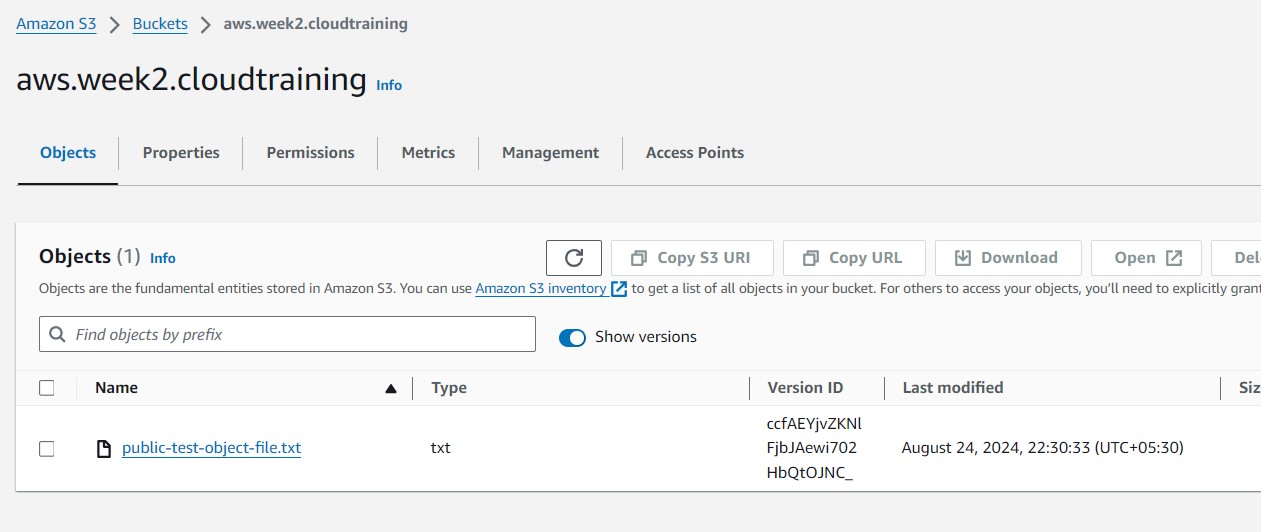 Amazon S3 > Buckets > aws.week2.cloudtraining
aws.week2.cloudtraining Info
Objects Properties Permissions Metrics Management Access Points
Objects (1) Info Copy S3 URI Copy URL Download Open Del
Objects are the fundamental entities stored in Amazon S3. You can use Amazon S3 inventory to get a list of all objects in your bucket. For others to access your objects, you'll need to explicitly grant
Find objects by prefix Show versions
Name Type Version ID Last modified Siz
public-test-object-file.txt txt ccfAEYjvZKNl August 24, 2024, 22:30:33 (UTC+05:30)
FjbJAewi702
HbQtOJNC_